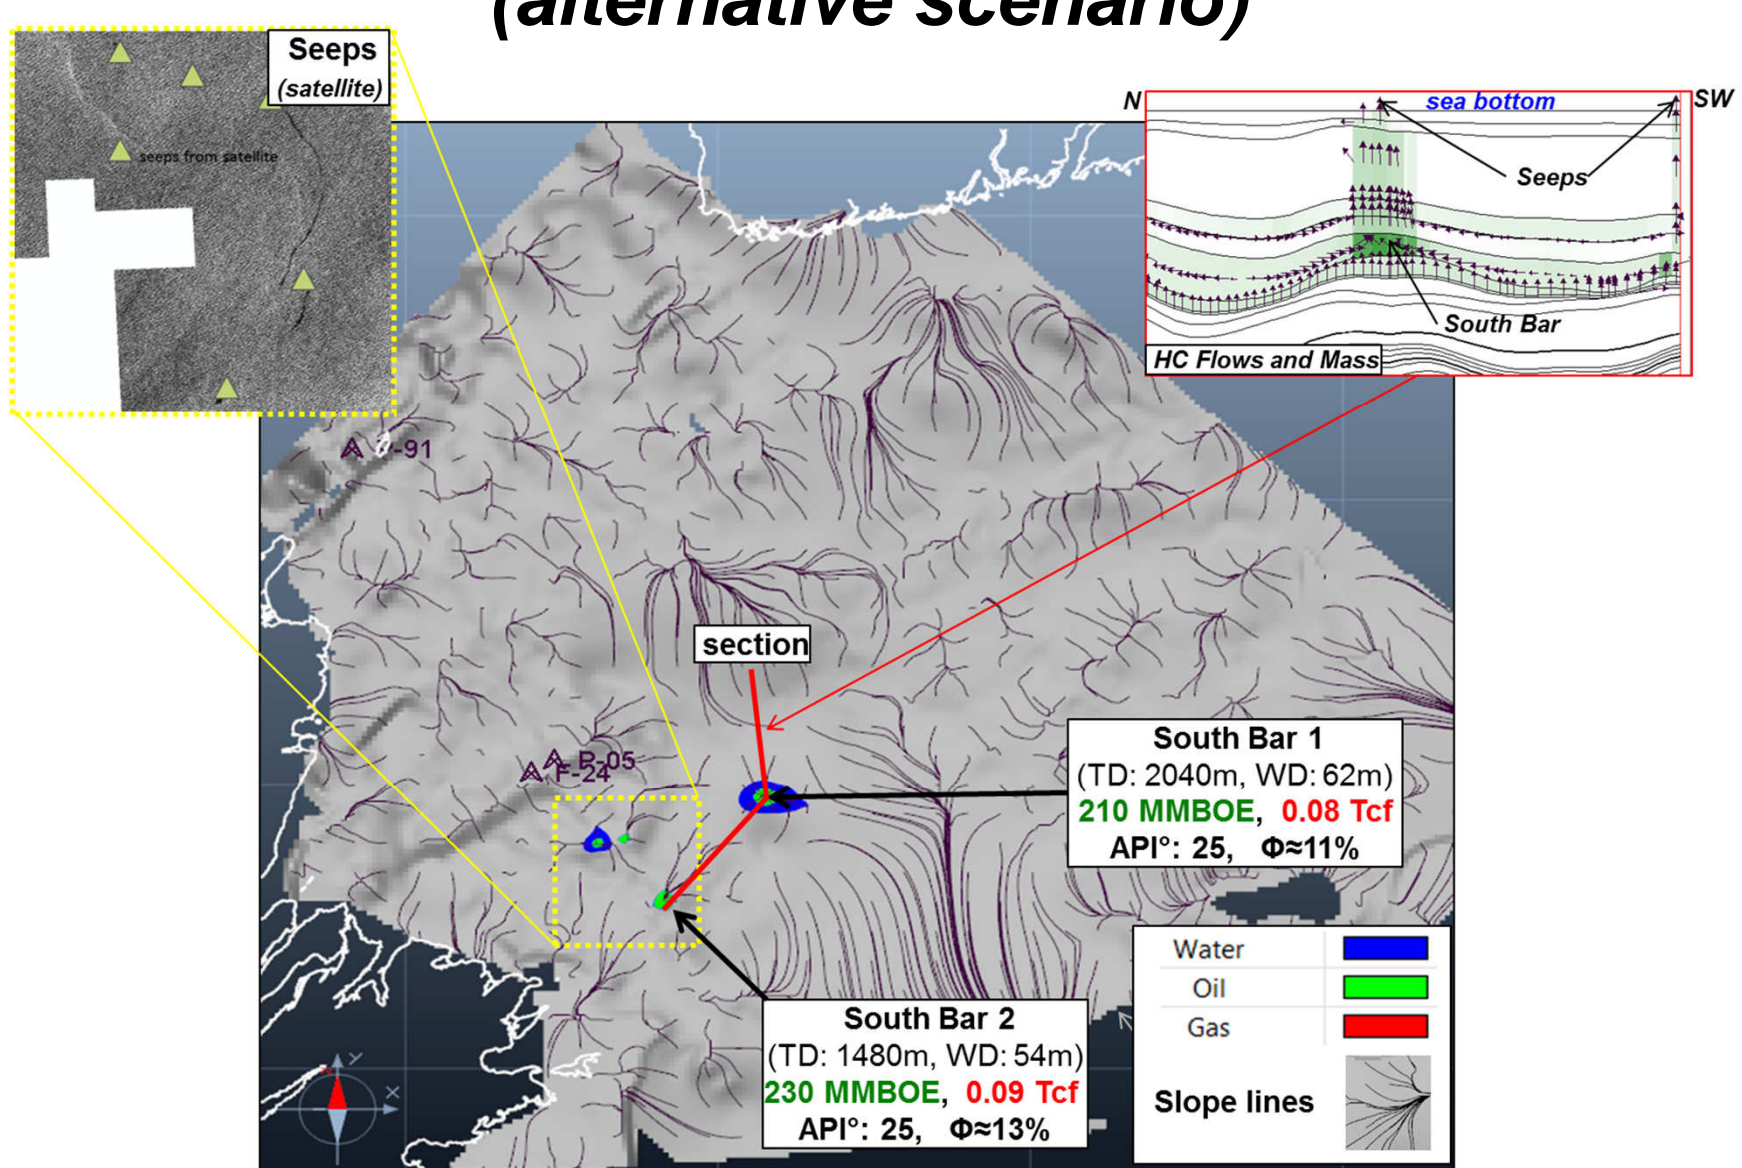 (alternative scenario)
Seeps
(satellite)
seeps from satellite
N
sea bottom
SW
Seeps
South Bar
HC Flows and Mass
-91
section
P-05
F-24
South Bar 1
(TD: 2040m, WD: 62m)
210 MMBOE, 0.08 Tcf
API°: 25, Φ≈11%
South Bar 2
(TD: 1480m, WD: 54m)
230 MMBOE, 0.09 Tcf
API°: 25, Φ≈13%
Water
Oil
Gas
Slope lines
Y
X